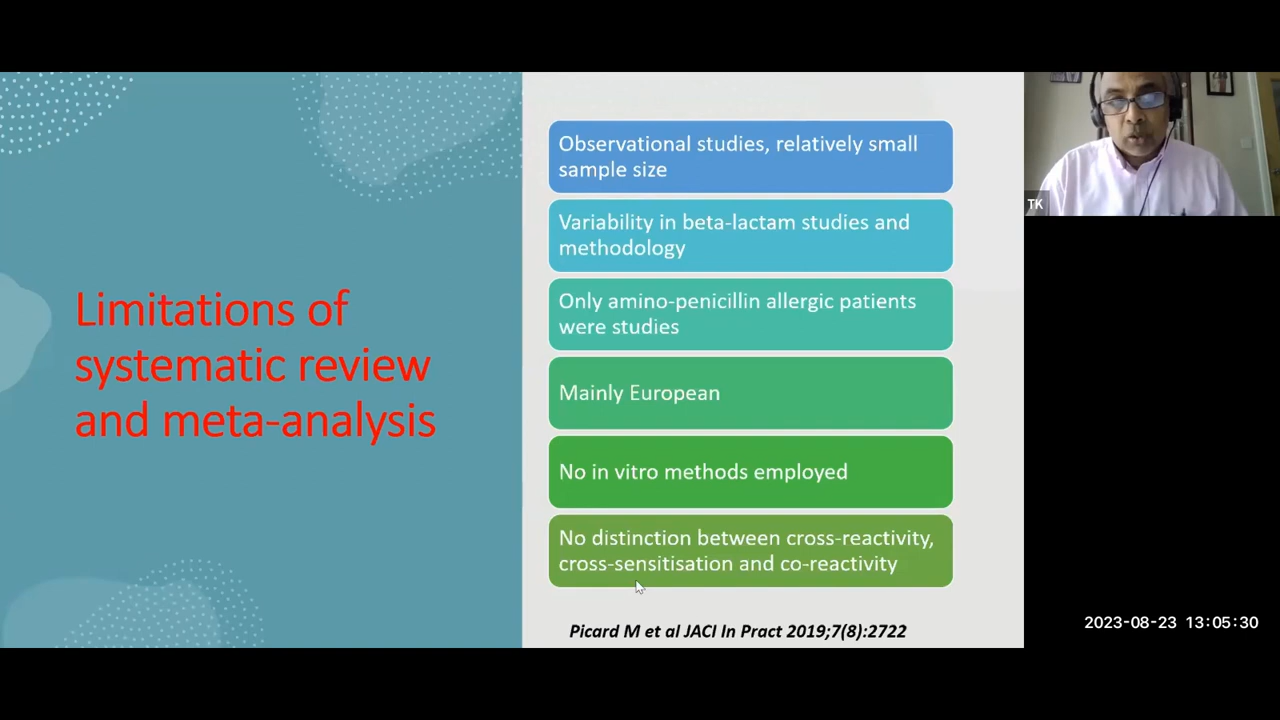 Limitations of
systematic review
and meta-analysis
Observational studies, relatively small
sample size
Variability in beta-lactam studies and
methodology
Only amino-penicillin allergic patients
were studies
Mainly European
No in vitro methods employed
No distinction between cross-reactivity,
cross-sensitisation and co-reactivity
Picard M et al JACI In Pract 2019;7(8):2722
TK
2023-08-23 13:05:30